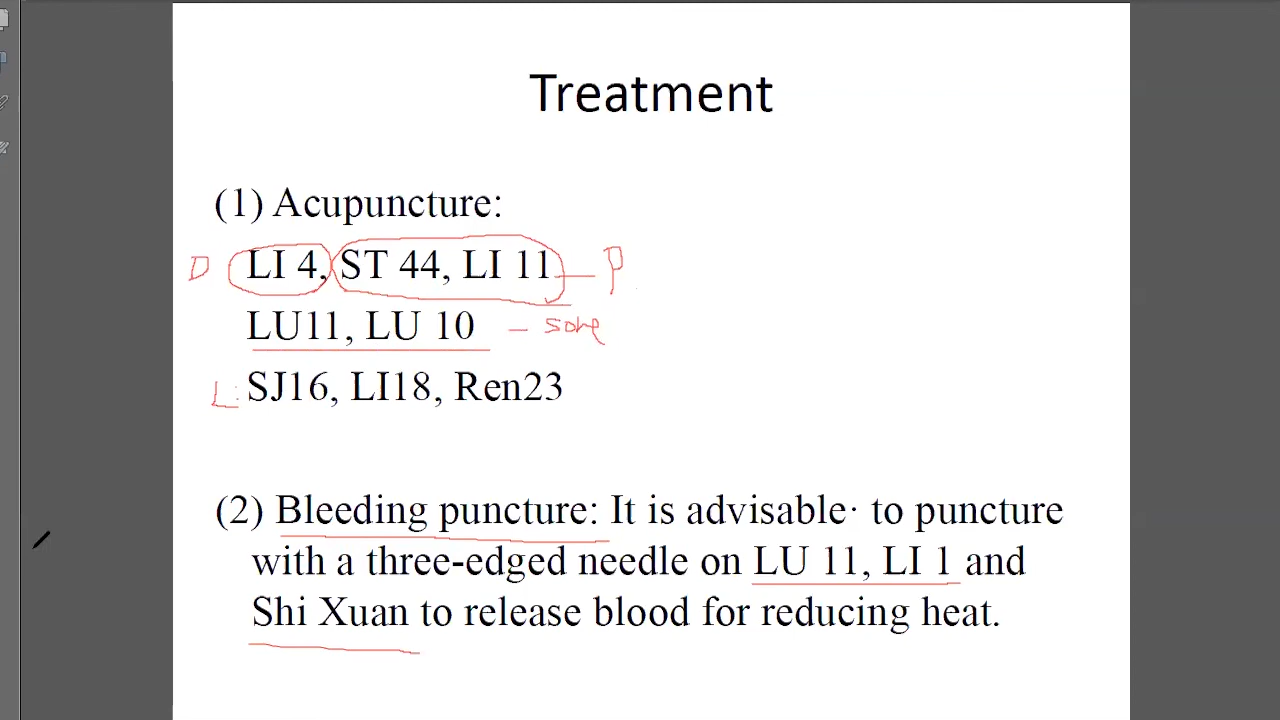 Treatment
(1) Acupuncture:
D LI 4, ST 44, LI 11 – P
LU11, LU 10 – sore
L: SJ16, LI18, Ren23
(2) Bleeding puncture: It is advisable· to puncture
with a three-edged needle on LU 11, LI 1 and
Shi Xuan to release blood for reducing heat.